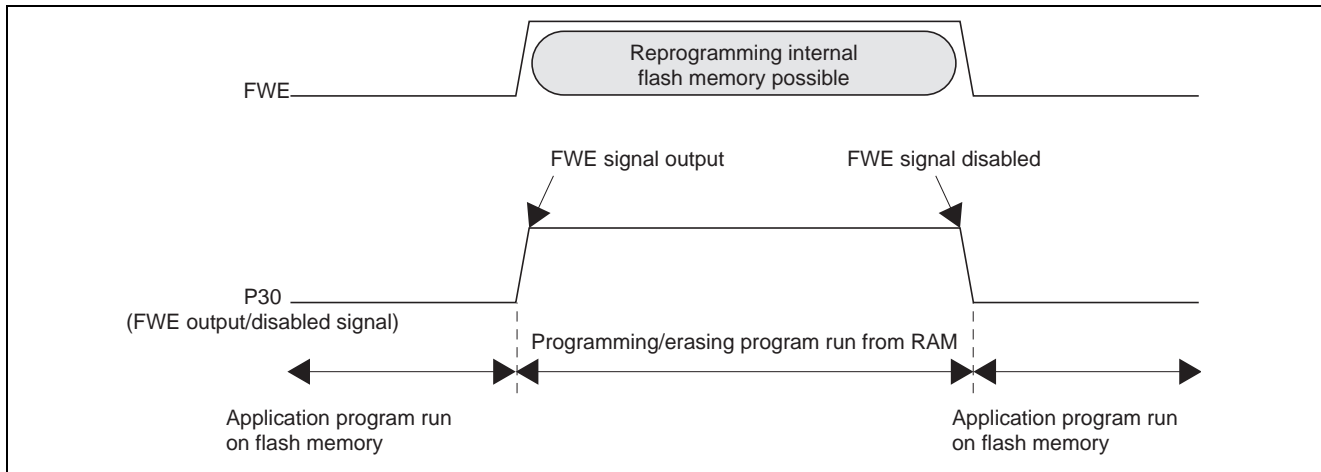 Reprogramming internal
flash memory possible
FWE
FWE signal output
FWE signal disabled
P30
(FWE output/disabled signal)
Programming/erasing program run from RAM
Application program run
on flash memory
Application program run
on flash memory